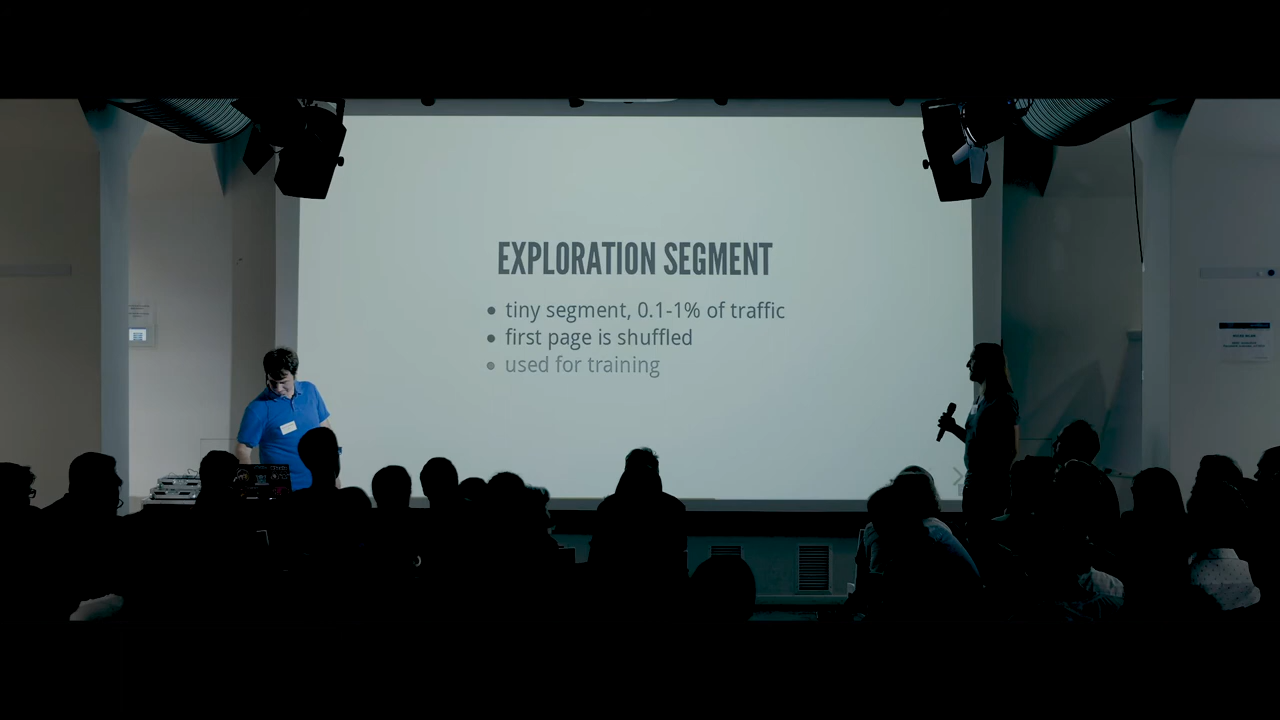 EXPLORATION SEGMENT
• tiny segment, 0.1-1% of traffic
• first page is shuffled
• used for training